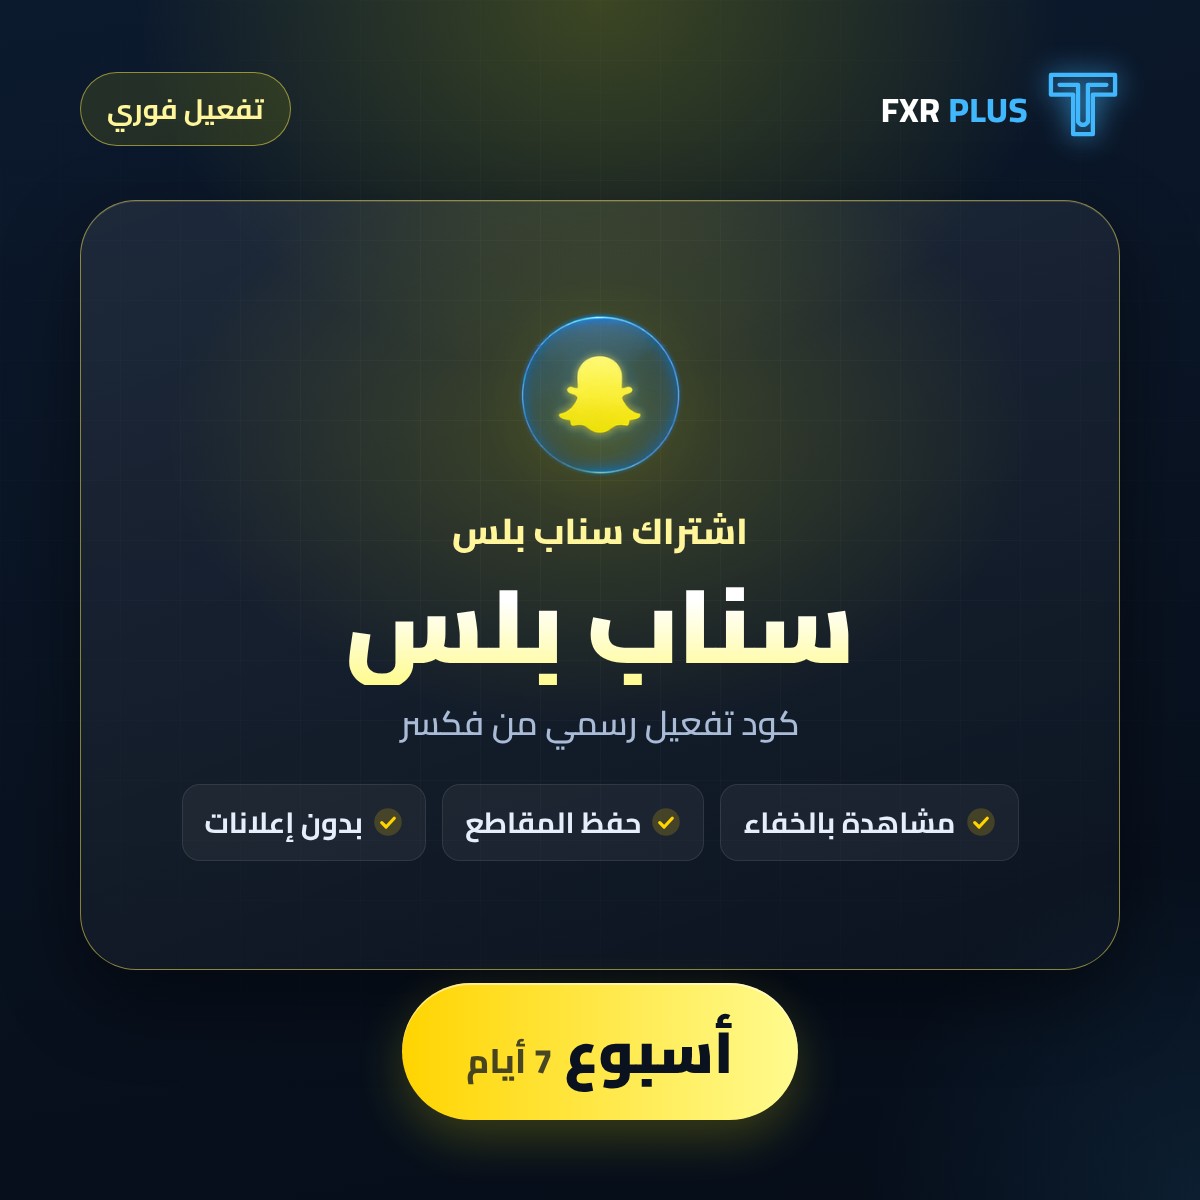 FXR PLUS
تفعيل فوري
اشتراك سناب بلس
سناب بلس
كود تفعيل رسمي من فكسر
مشاهدة بالخفاء
حفظ المقاطع
بدون إعلانات
أسبوع 7 أيام